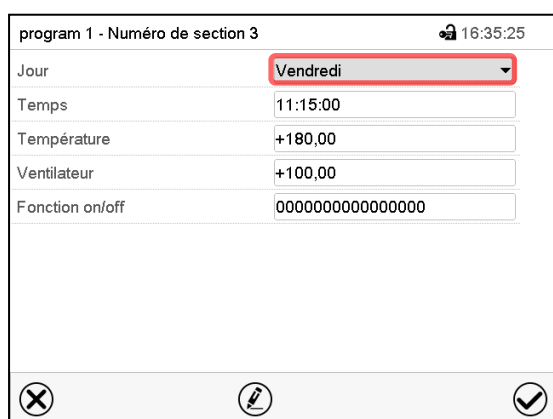 program 1 - Numéro de section 3 16:35:25
Jour Vendredi
Temps 11:15:00
Température +180,00
Ventilateur +100,00
Fonction on/off 0000000000000000